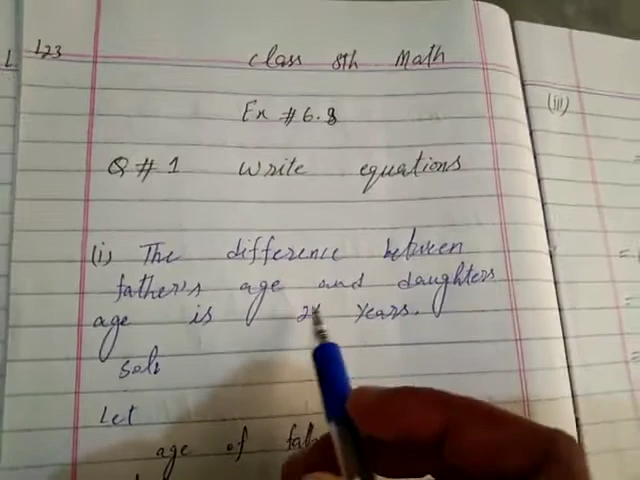 123
Class 8th Math
Ex # 6.8
Q # 1 Write equations
(i) The difference between
father's age and daughters
age is years.
Sol:
Let
age of
(iii)
=
=
=